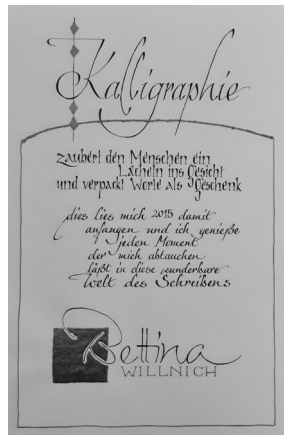 Kalligraphie
zaubert den Menschen ein
Lächeln ins Gesicht
und verpackt Worte als Geschenk
dies lies mich 2015 damit
anfangen und ich genieße
jeden Moment
der mich abtauchen
läßt in diese wunderbare
Welt des Schreibens
Bettina
WILLNICH